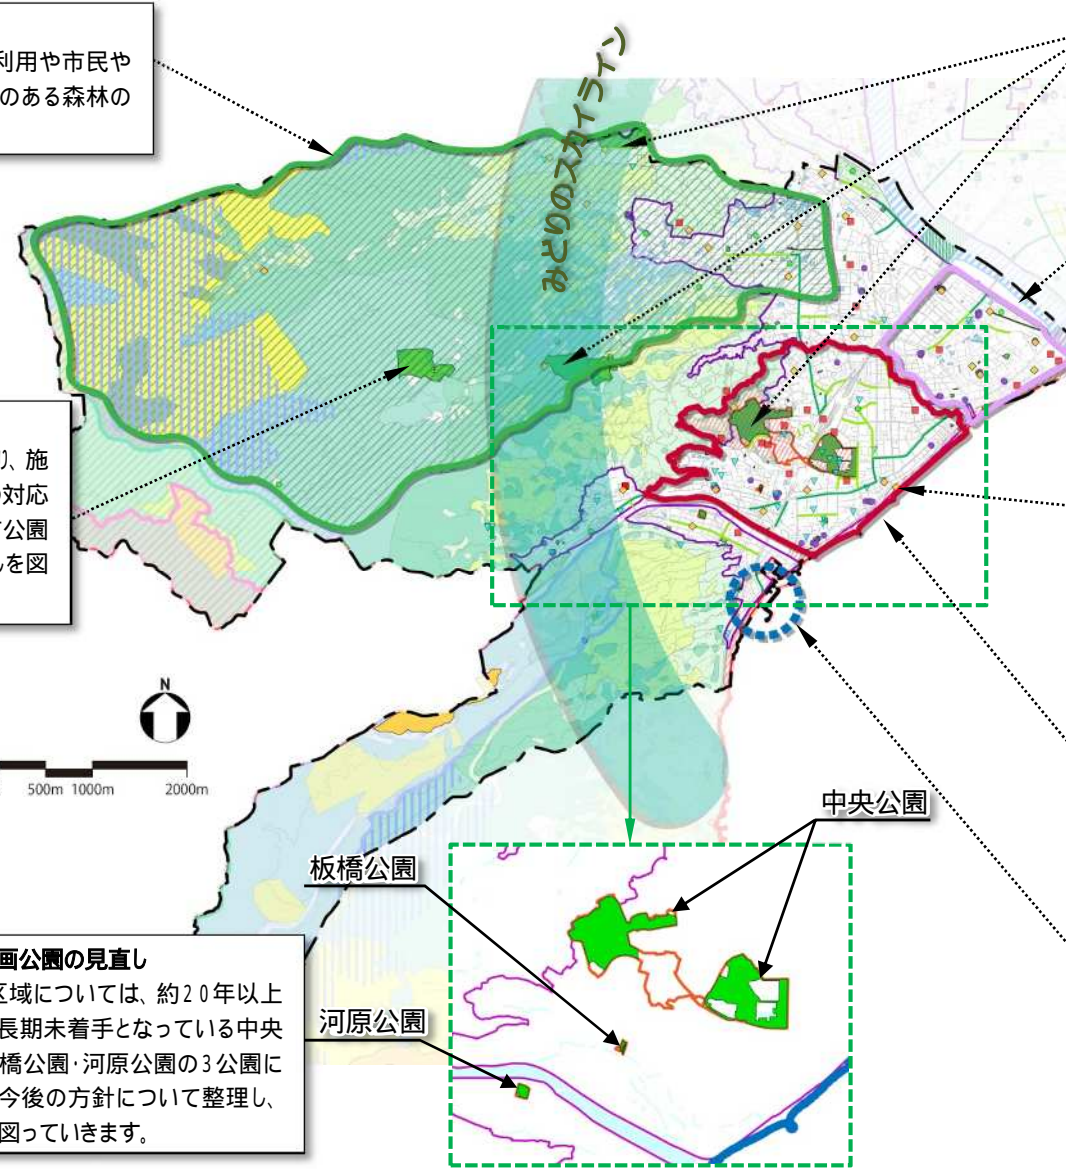 利用や市民や
のある森林の
みどりのスカイライン
り、施
の対応
公園
しを図
N
500m 1000m 2000m
中央公園
板橋公園
河原公園
画公園の見直し
区域については、約20年以上
長期未着手となっている中央
橋公園・河原公園の3公園に
今後の方針について整理し、
図っていきます。